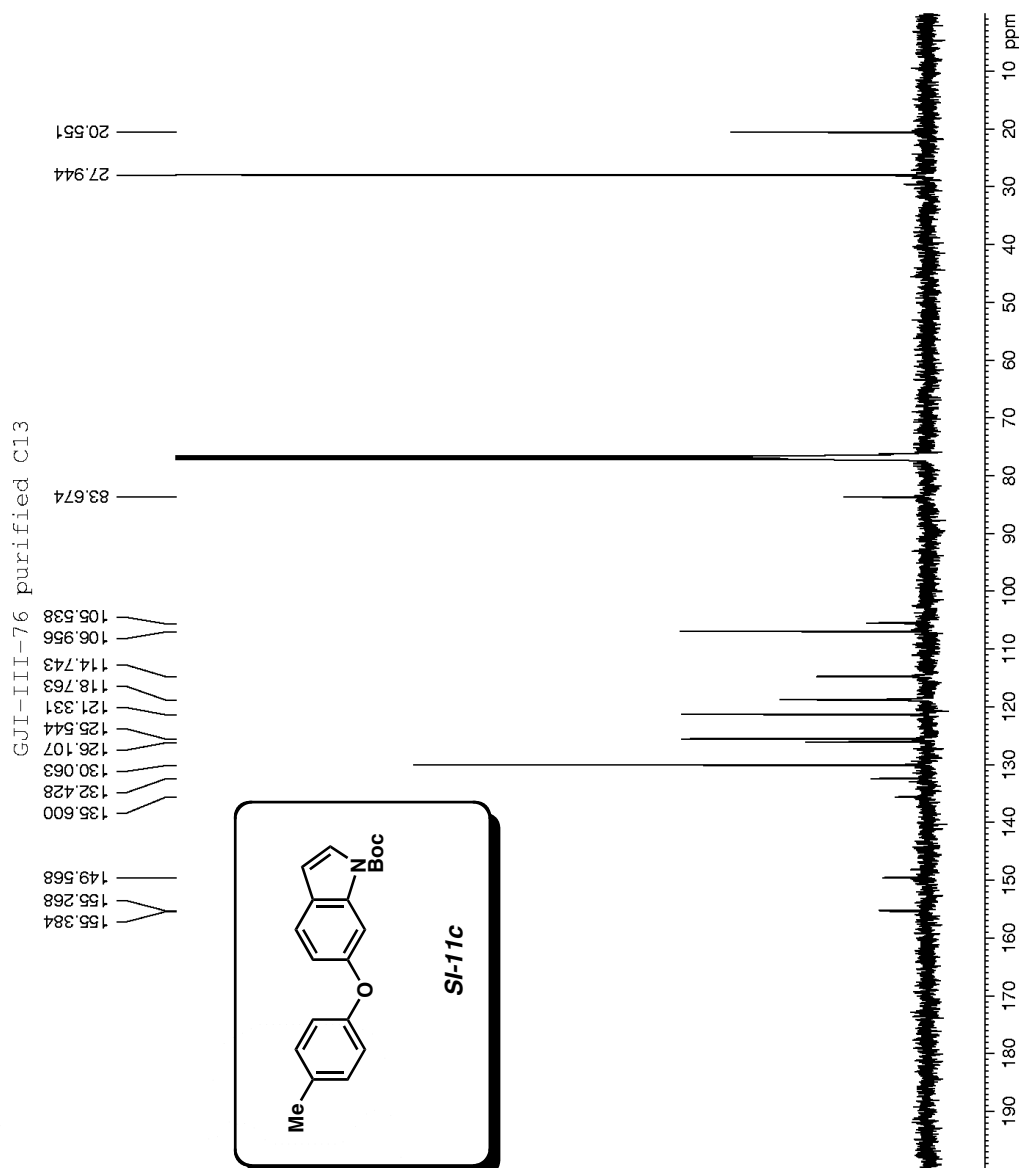 GJI-III-76 purified C13
155.384
155.268
149.568
135.600
132.428
130.063
126.107
125.544
121.331
118.763
114.743
106.956
105.538
83.674
27.944
20.551
Me
O
N
Boc
SI-11c
190 180 170 160 150 140 130 120 110 100 90 80 70 60 50 40 30 20 10 ppm